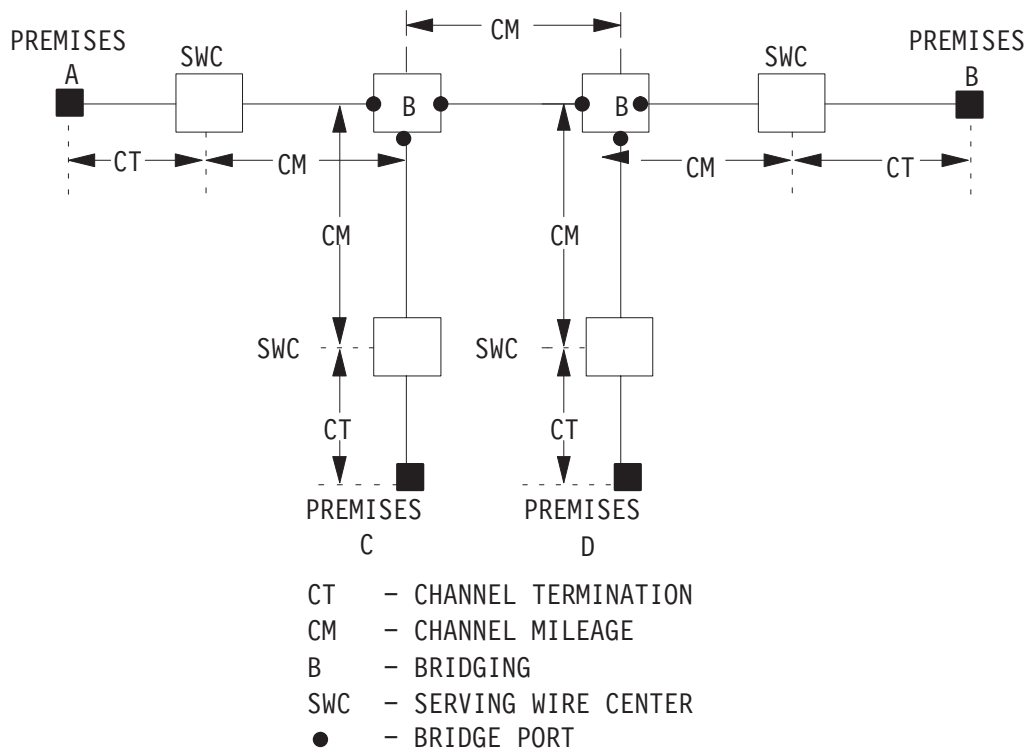 CM
PREMISES
A
SWC
B
B
SWC
PREMISES
B
CT
CM
CM
CT
CM
CM
SWC
SWC
CT
CT
PREMISES
C
PREMISES
D
CT – CHANNEL TERMINATION
CM – CHANNEL MILEAGE
B – BRIDGING
SWC – SERVING WIRE CENTER
● – BRIDGE PORT